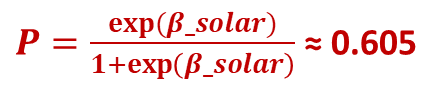 P = exp(β_solar) / 1+exp(β_solar) ≈ 0.605